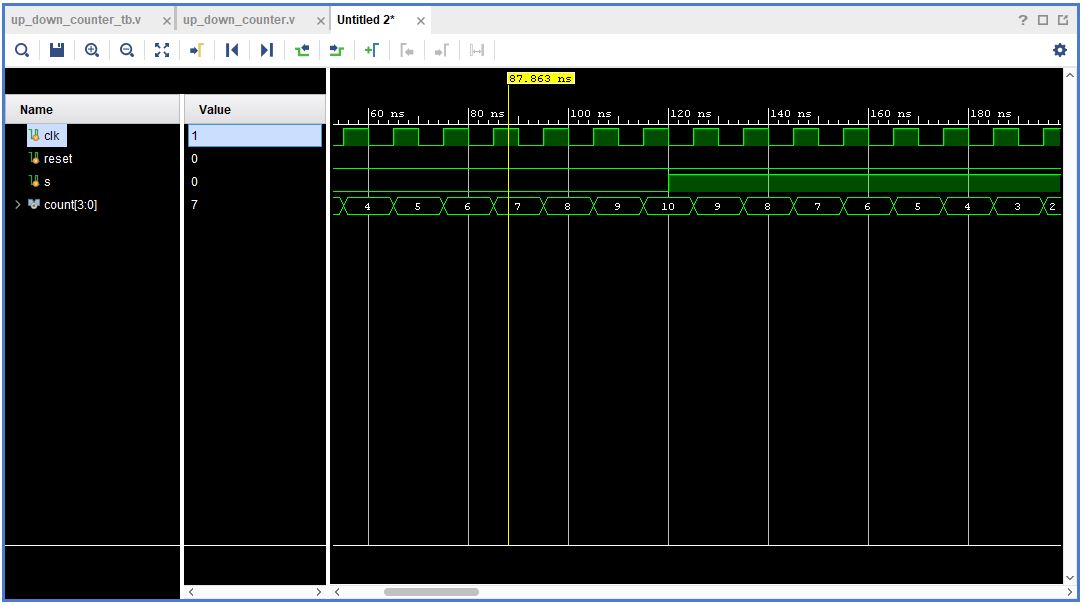 up_down_counter_tb.v × up_down_counter.v × Untitled 2* × ?
87.863 ns
Name Value
60 ns 80 ns 100 ns 120 ns 140 ns 160 ns 180 ns
clk 1
reset 0
s 0
count[3:0] 7 4 5 6 7 8 9 10 9 8 7 6 5 4 3 2